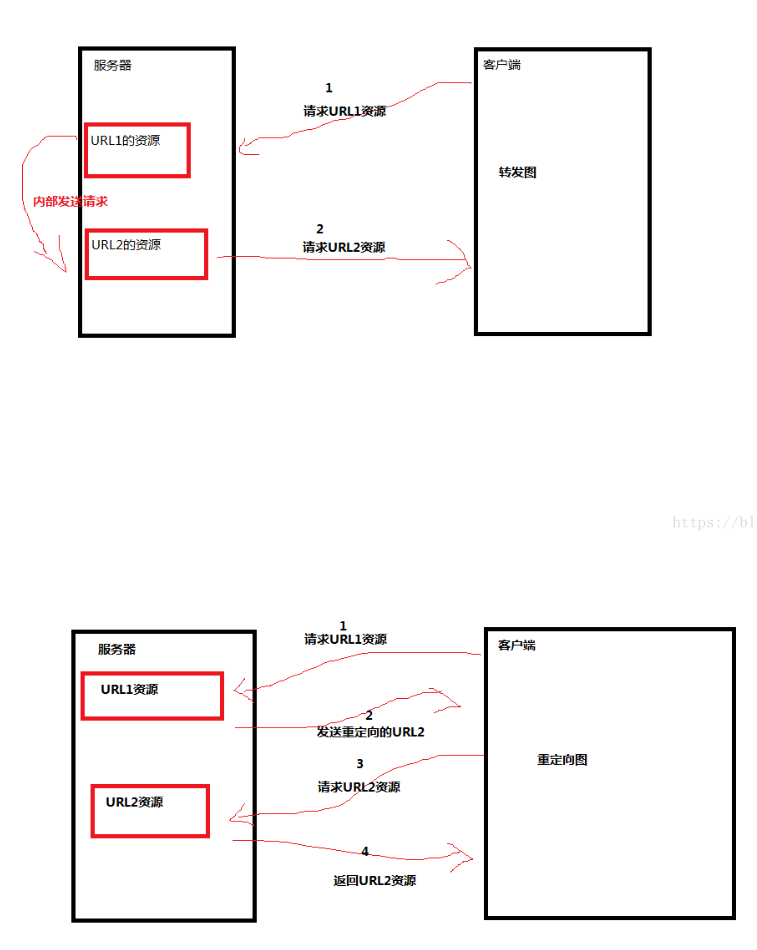 服务器
客户端
1
请求URL1资源
URL1的资源
转发图
内部发送请求
2
请求URL2资源
URL2的资源
https://bl
1
请求URL1资源
服务器
客户端
URL1资源
2
发送重定向的URL2
3
重定向图
请求URL2资源
URL2资源
4
返回URL2资源